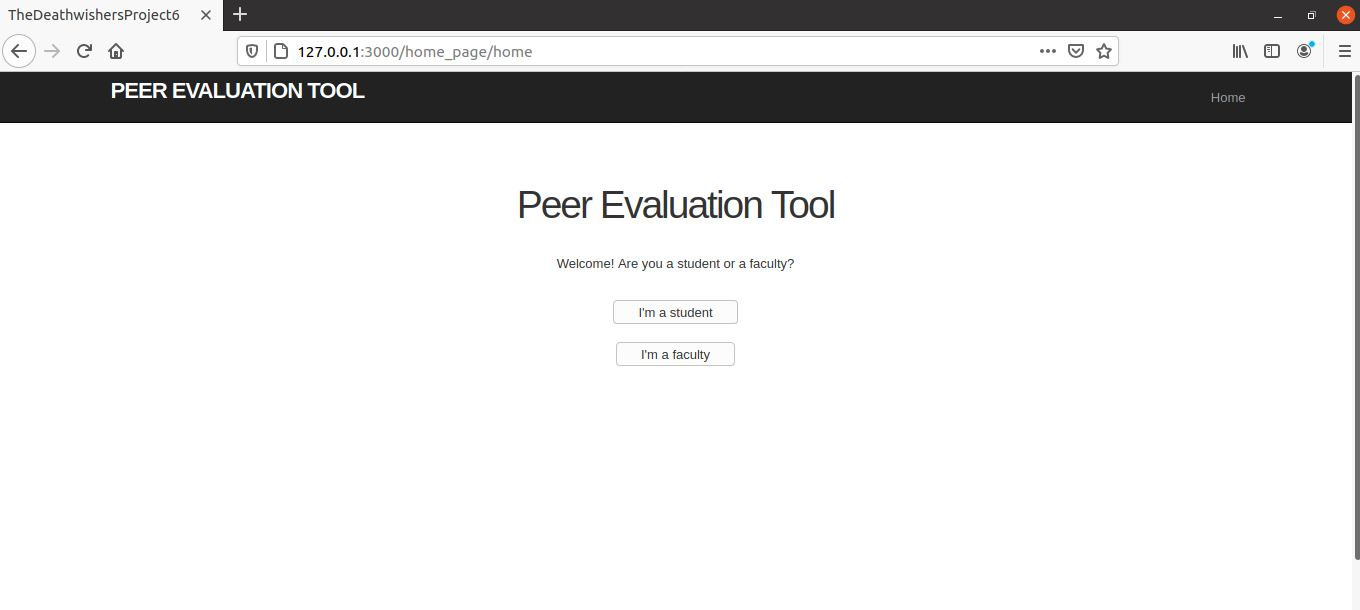 TheDeathwishersProject6
127.0.0.1:3000/home_page/home
PEER EVALUATION TOOL
Home
Peer Evaluation Tool
Welcome! Are you a student or a faculty?
I'm a student
I'm a faculty